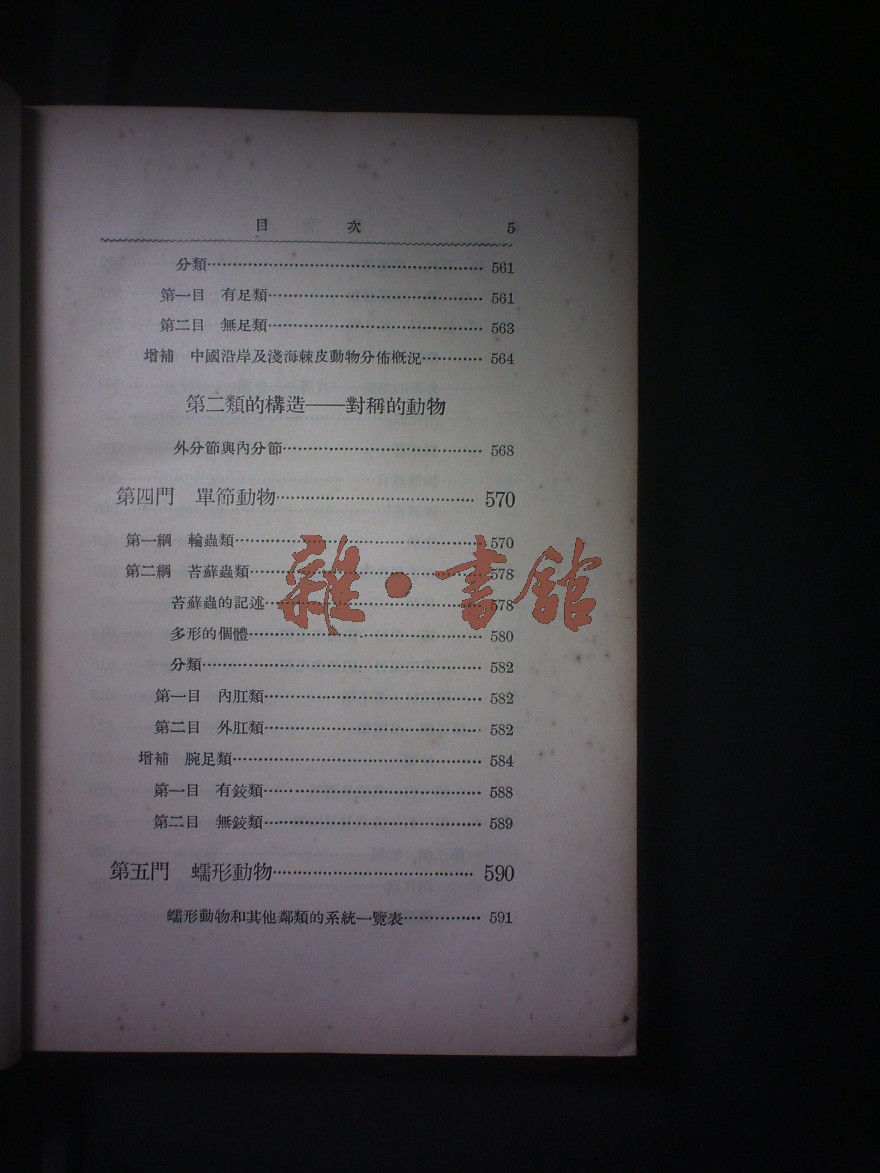 目 次 5
分類 561
第一目 有足類 561
第二目 無足類 563
增補 中國沿岸及淺海棘皮動物分佈概況 564
第二類的構造——對稱的動物
外分節與內分節 568
第四門 單節動物 570
第一綱 輪蟲類 570
第二綱 苔蘚蟲類 578
苔蘚蟲的記述 578
多形的個體 580
分類 582
第一目 內肛類 582
第二目 外肛類 582
增補 腕足類 584
第一目 有鉸類 588
第二目 無鉸類 589
第五門 蠕形動物 590
蠕形動物和其他鄰類的系統一覽表 591
雜·書館